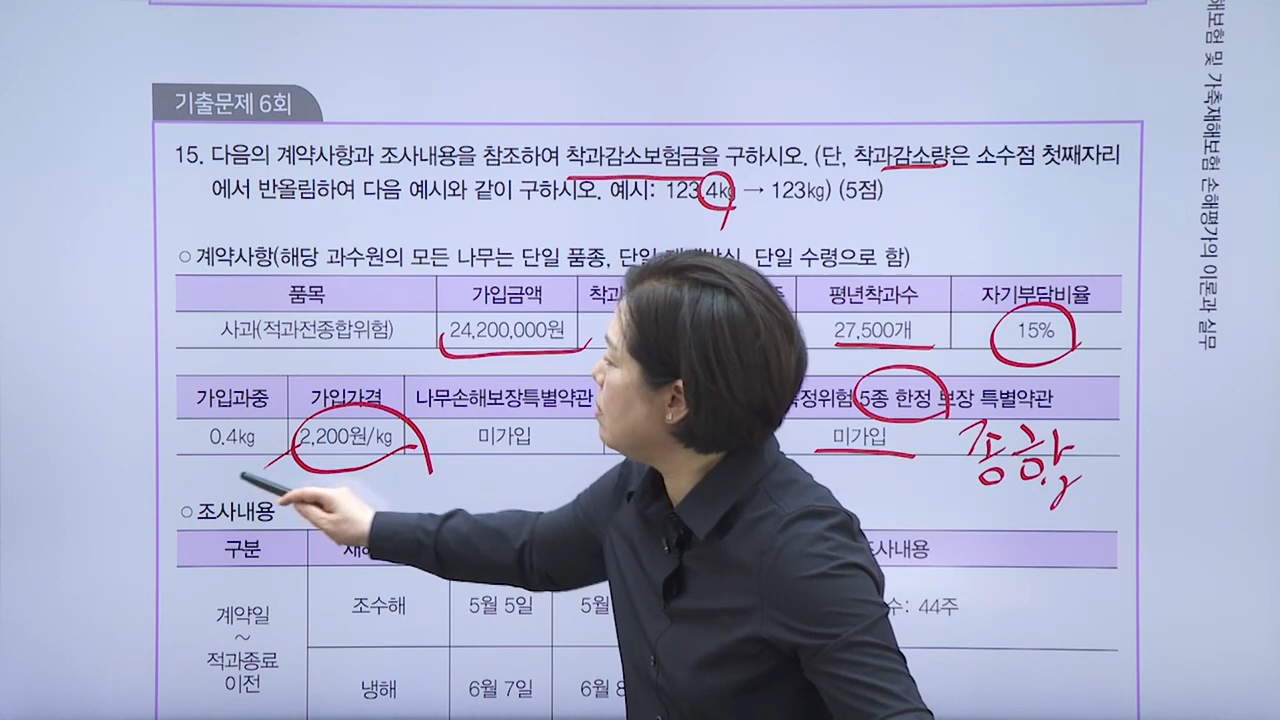 해보험 및 가축재해보험 손해평가의 이론과 실무
기출문제 6회
15. 다음의 계약사항과 조사내용을 참조하여 착과감소보험금을 구하시오. (단, 착과감소량은 소수점 첫째자리
에서 반올림하여 다음 예시와 같이 구하시오. 예시: 123.4kg → 123kg) (5점)
○ 계약사항(해당 과수원의 모든 나무는 단일 품종, 단일 수령으로 함)
품목 가입금액 평년착과수 자기부담비율
사과(적과전종합위험) 24,200,000원 27,500개 15%
가입과중 가입가격 나무손해보장특별약관 5종 한정 보장 특별약관
0.4kg 2,200원/kg 미가입 미가입
종합
○ 조사내용
구분
계약일 조수해 5월 5일 5월 44주
~
적과종료
이전 냉해 6월 7일 6월